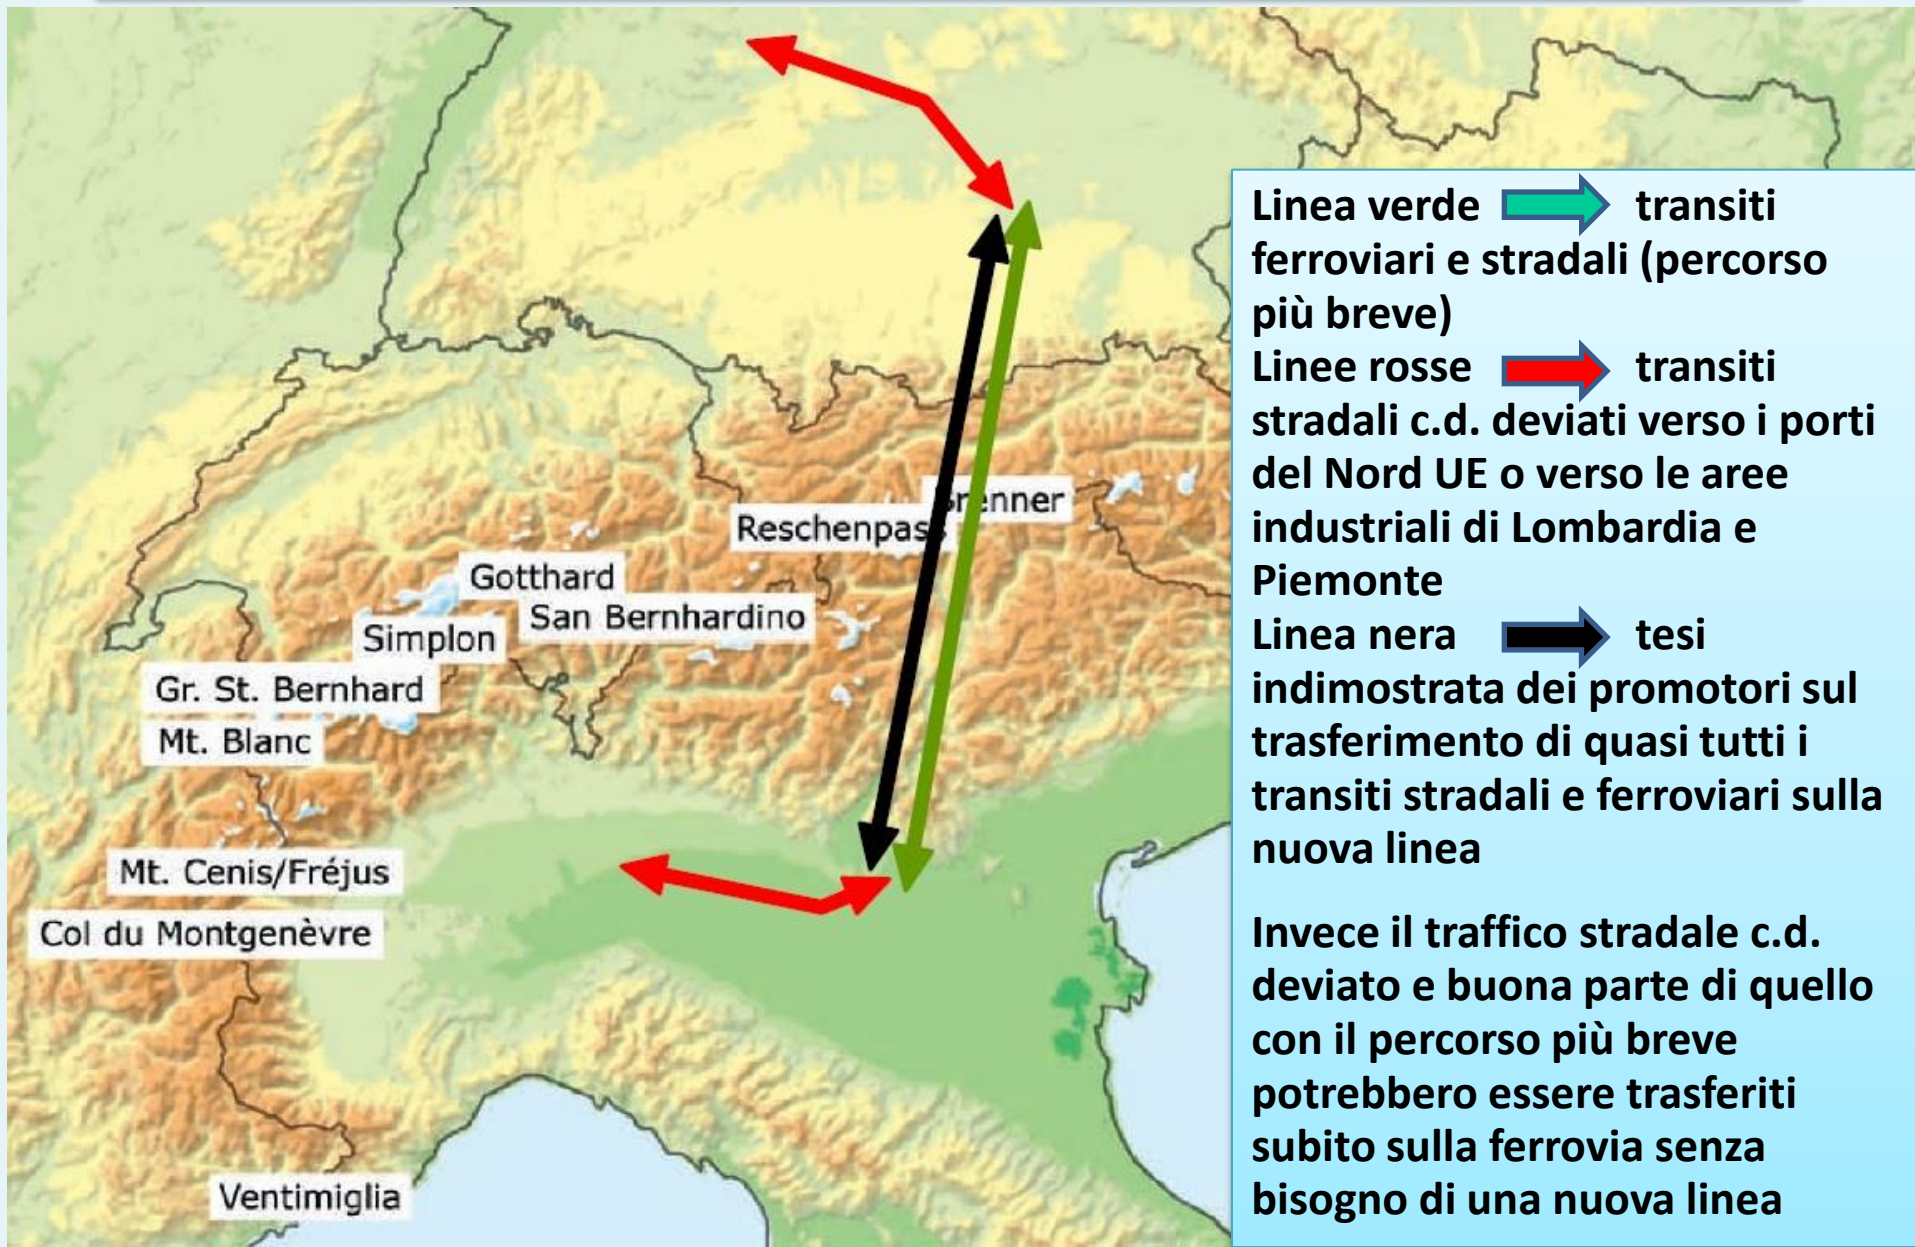 Linea verde transiti
ferroviari e stradali (percorso
più breve)
Linee rosse transiti
stradali c.d. deviati verso i porti
del Nord UE o verso le aree
industriali di Lombardia e
Piemonte
Linea nera tesi
indimostrata dei promotori sul
trasferimento di quasi tutti i
transiti stradali e ferroviari sulla
nuova linea
Invece il traffico stradale c.d.
deviato e buona parte di quello
con il percorso più breve
potrebbero essere trasferiti
subito sulla ferrovia senza
bisogno di una nuova linea
Brenner
Reschenpass
Gotthard
San Bernhardino
Simplon
Gr. St. Bernhard
Mt. Blanc
Mt. Cenis/Fréjus
Col du Montgenèvre
Ventimiglia